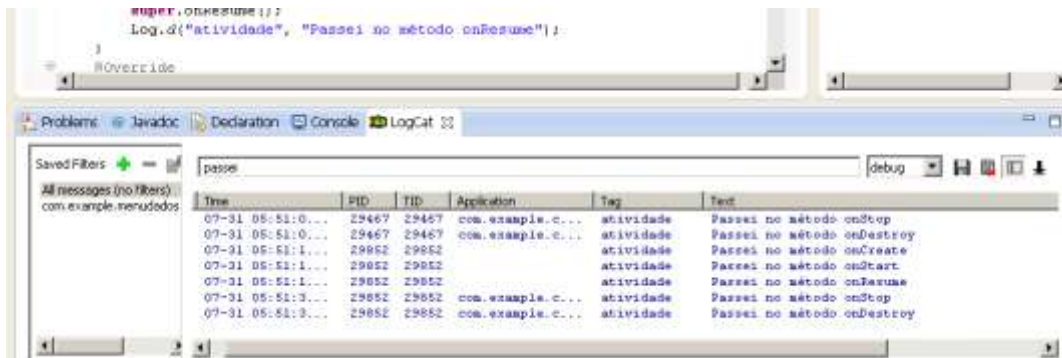 super.onResume();
Log.d("atividade", "Passei no método onResume");
}
@Override
Problems Javadoc Declaration Console LogCat
Saved Filters
passei debug
All messages (no filters)
com.example.menudados
Time PID TID Application Tag Text
07-31 05:51:0... 29467 29467 com.example.c... atividade Passei no método onStop
07-31 05:51:0... 29467 29467 com.example.c... atividade Passei no método onDestroy
07-31 05:51:1... 29852 29852 atividade Passei no método onCreate
07-31 05:51:1... 29852 29852 atividade Passei no método onStart
07-31 05:51:1... 29852 29852 atividade Passei no método onResume
07-31 05:51:3... 29852 29852 com.example.c... atividade Passei no método onStop
07-31 05:51:3... 29852 29852 com.example.c... atividade Passei no método onDestroy